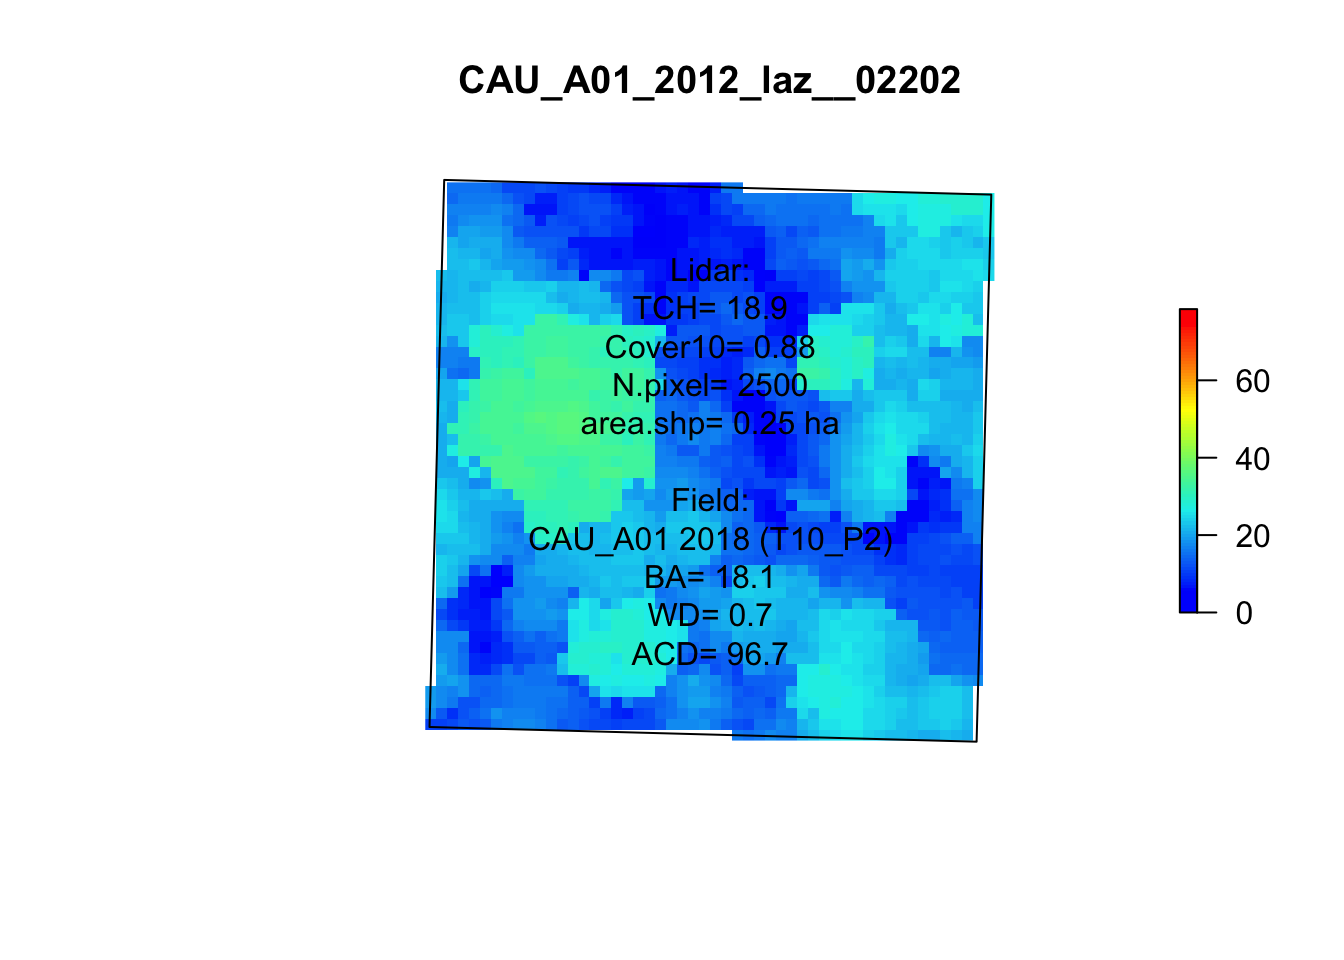 CAU_A01_2012_laz__02202
Lidar:
TCH= 18.9
Cover10= 0.88
N.pixel= 2500
area.shp= 0.25 ha
Field:
CAU_A01 2018 (T10_P2)
BA= 18.1
WD= 0.7
ACD= 96.7
60
40
20
0